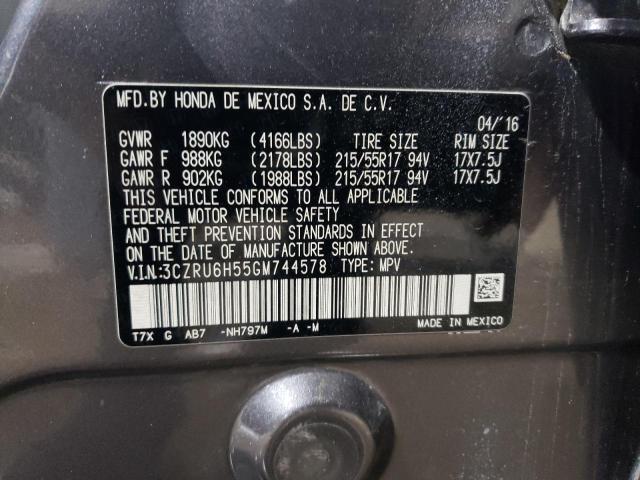 MFD.BY HONDA DE MEXICO S.A. DE C.V.
04/'16
GVWR 1890KG (4166LBS) TIRE SIZE RIM SIZE
GAWR F 988KG (2178LBS) 215/55R17 94V 17X7.5J
GAWR R 902KG (1988LBS) 215/55R17 94V 17X7.5J
THIS VEHICLE CONFORMS TO ALL APPLICABLE
FEDERAL MOTOR VEHICLE SAFETY
AND THEFT PREVENTION STANDARDS IN EFFECT
ON THE DATE OF MANUFACTURE SHOWN ABOVE.
V.I.N:3CZRU6H55GM744578 TYPE: MPV
T7X G AB7 -NH797M -A -M MADE IN MEXICO